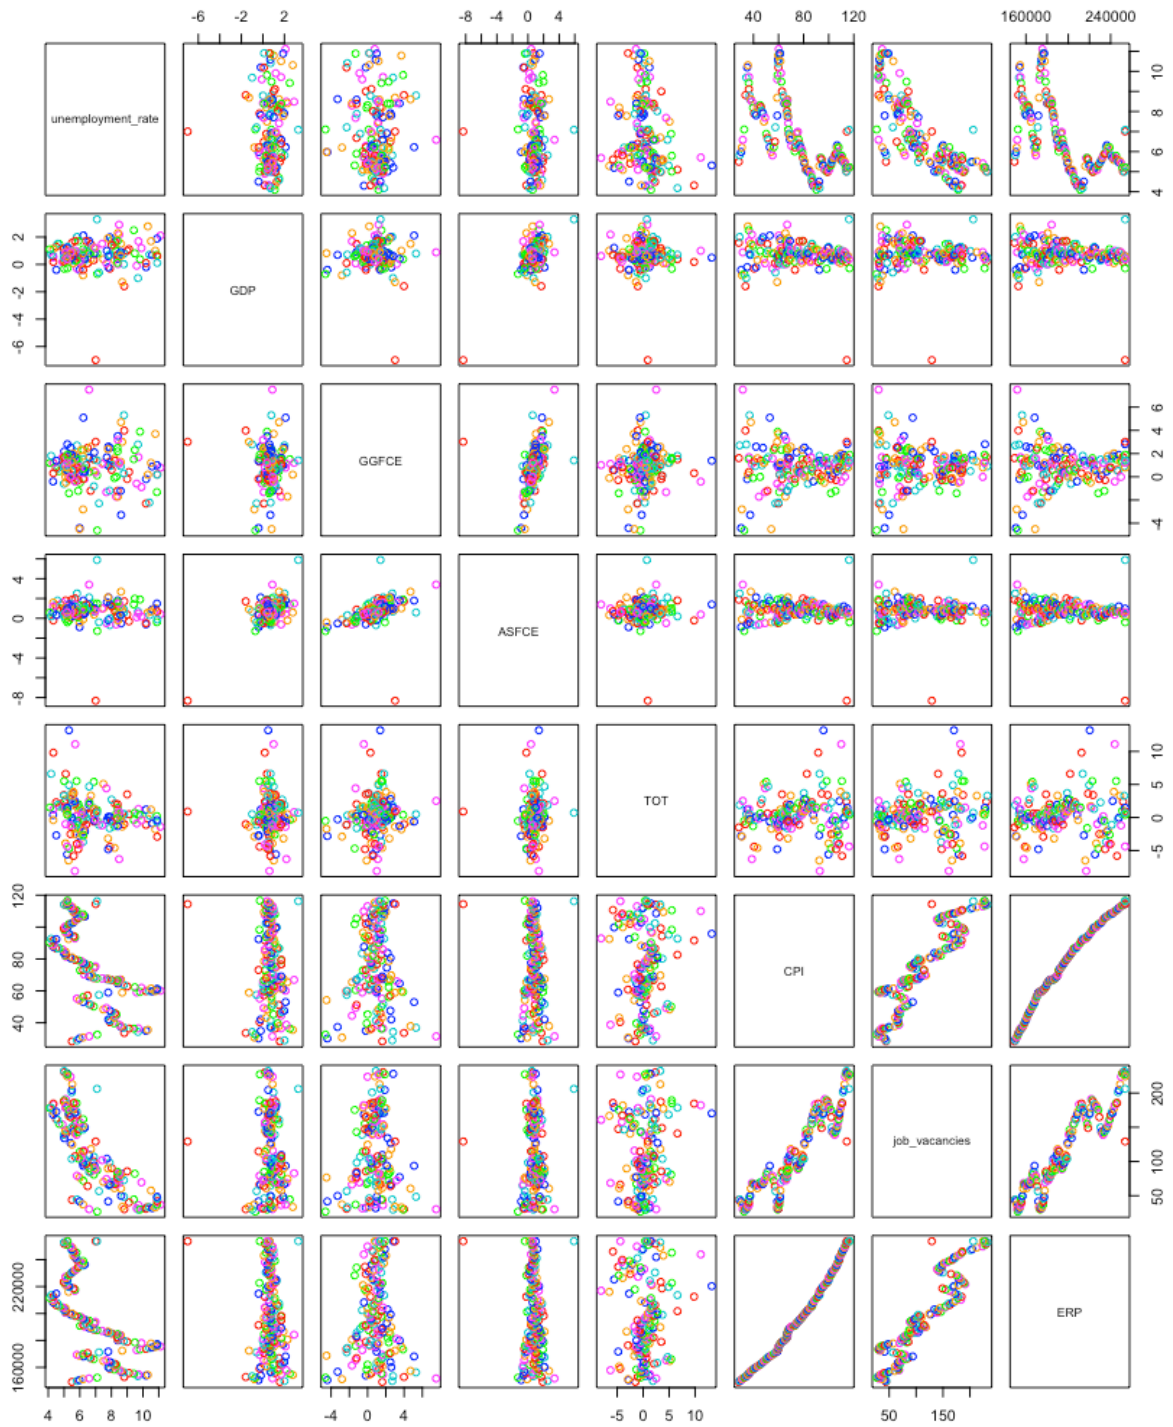 -6 -2 2 -8 -4 0 4 40 80 120 160000 240000
unemployment_rate
4 6 8 10
-6 -4 -2 0 2
GDP
GGFCE
-4 0 2 4 6
-8 -4 0 4
ASFCE
TOT
-5 0 5 10
40 60 80 120
CPI
job_vacancies
50 100 200
160000 220000
ERP
4 6 8 10 -4 0 4 -5 0 5 10 50 150